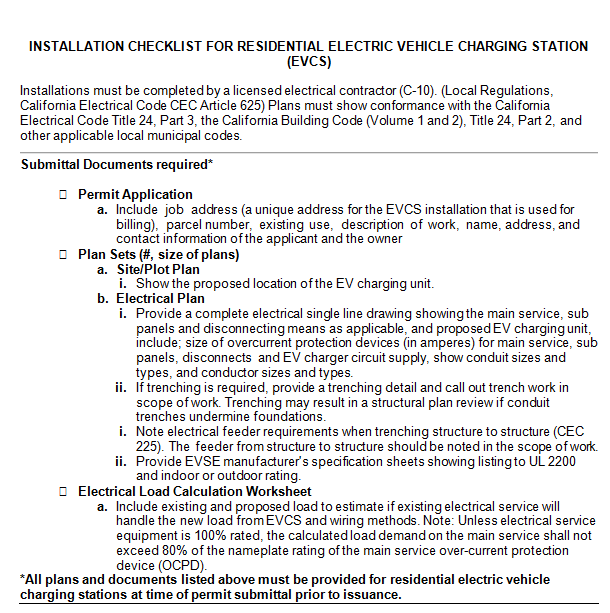 INSTALLATION CHECKLIST FOR RESIDENTIAL ELECTRIC VEHICLE CHARGING STATION
(EVCS)
Installations must be completed by a licensed electrical contractor (C-10). (Local Regulations,
California Electrical Code CEC Article 625) Plans must show conformance with the California
Electrical Code Title 24, Part 3, the California Building Code (Volume 1 and 2), Title 24, Part 2, and
other applicable local municipal codes.
Submittal Documents required*
Permit Application
a. Include job address (a unique address for the EVCS installation that is used for
billing), parcel number, existing use, description of work, name, address, and
contact information of the applicant and the owner
Plan Sets (#, size of plans)
a. Site/Plot Plan
i. Show the proposed location of the EV charging unit.
b. Electrical Plan
i. Provide a complete electrical single line drawing showing the main service, sub
panels and disconnecting means as applicable, and proposed EV charging unit,
include; size of overcurrent protection devices (in amperes) for main service, sub
panels, disconnects and EV charger circuit supply, show conduit sizes and
types, and conductor sizes and types.
ii. If trenching is required, provide a trenching detail and call out trench work in
scope of work. Trenching may result in a structural plan review if conduit
trenches undermine foundations.
i. Note electrical feeder requirements when trenching structure to structure (CEC
225). The feeder from structure to structure should be noted in the scope of work.
ii. Provide EVSE manufacturer's specification sheets showing listing to UL 2200
and indoor or outdoor rating.
Electrical Load Calculation Worksheet
a. Include existing and proposed load to estimate if existing electrical service will
handle the new load from EVCS and wiring methods. Note: Unless electrical service
equipment is 100% rated, the calculated load demand on the main service shall not
exceed 80% of the nameplate rating of the main service over-current protection
device (OCPD).
*All plans and documents listed above must be provided for residential electric vehicle
charging stations at time of permit submittal prior to issuance.